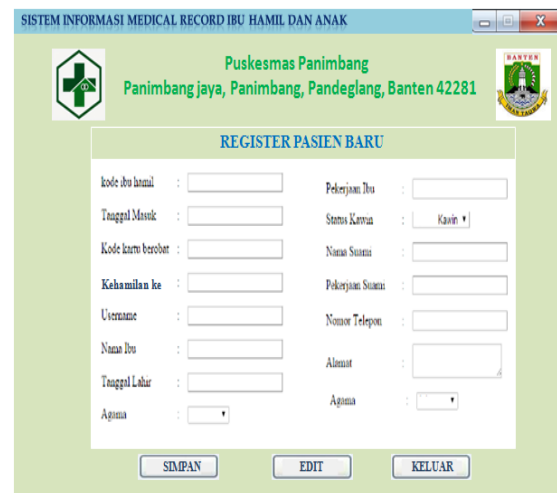 SISTEM INFORMASI MEDICAL RECORD IBU HAMIL DAN ANAK
X
Puskesmas Panimbang
Panimbang jaya, Panimbang, Pandeglang, Banten 42281
BANTEN
IMAN TAQWA
REGISTER PASIEN BARU
kode ibu hamil :
Tanggal Masuk :
Kode kartu berobat :
Kehamilan ke :
Username :
Nama Ibu :
Tanggal Lahir :
Agama :
Pekerjaan Ibu :
Status Kawin : Kawin
Nama Suami :
Pekerjaan Suami :
Nomor Telepon :
Alamat :
Agama :
SIMPAN EDIT KELUAR